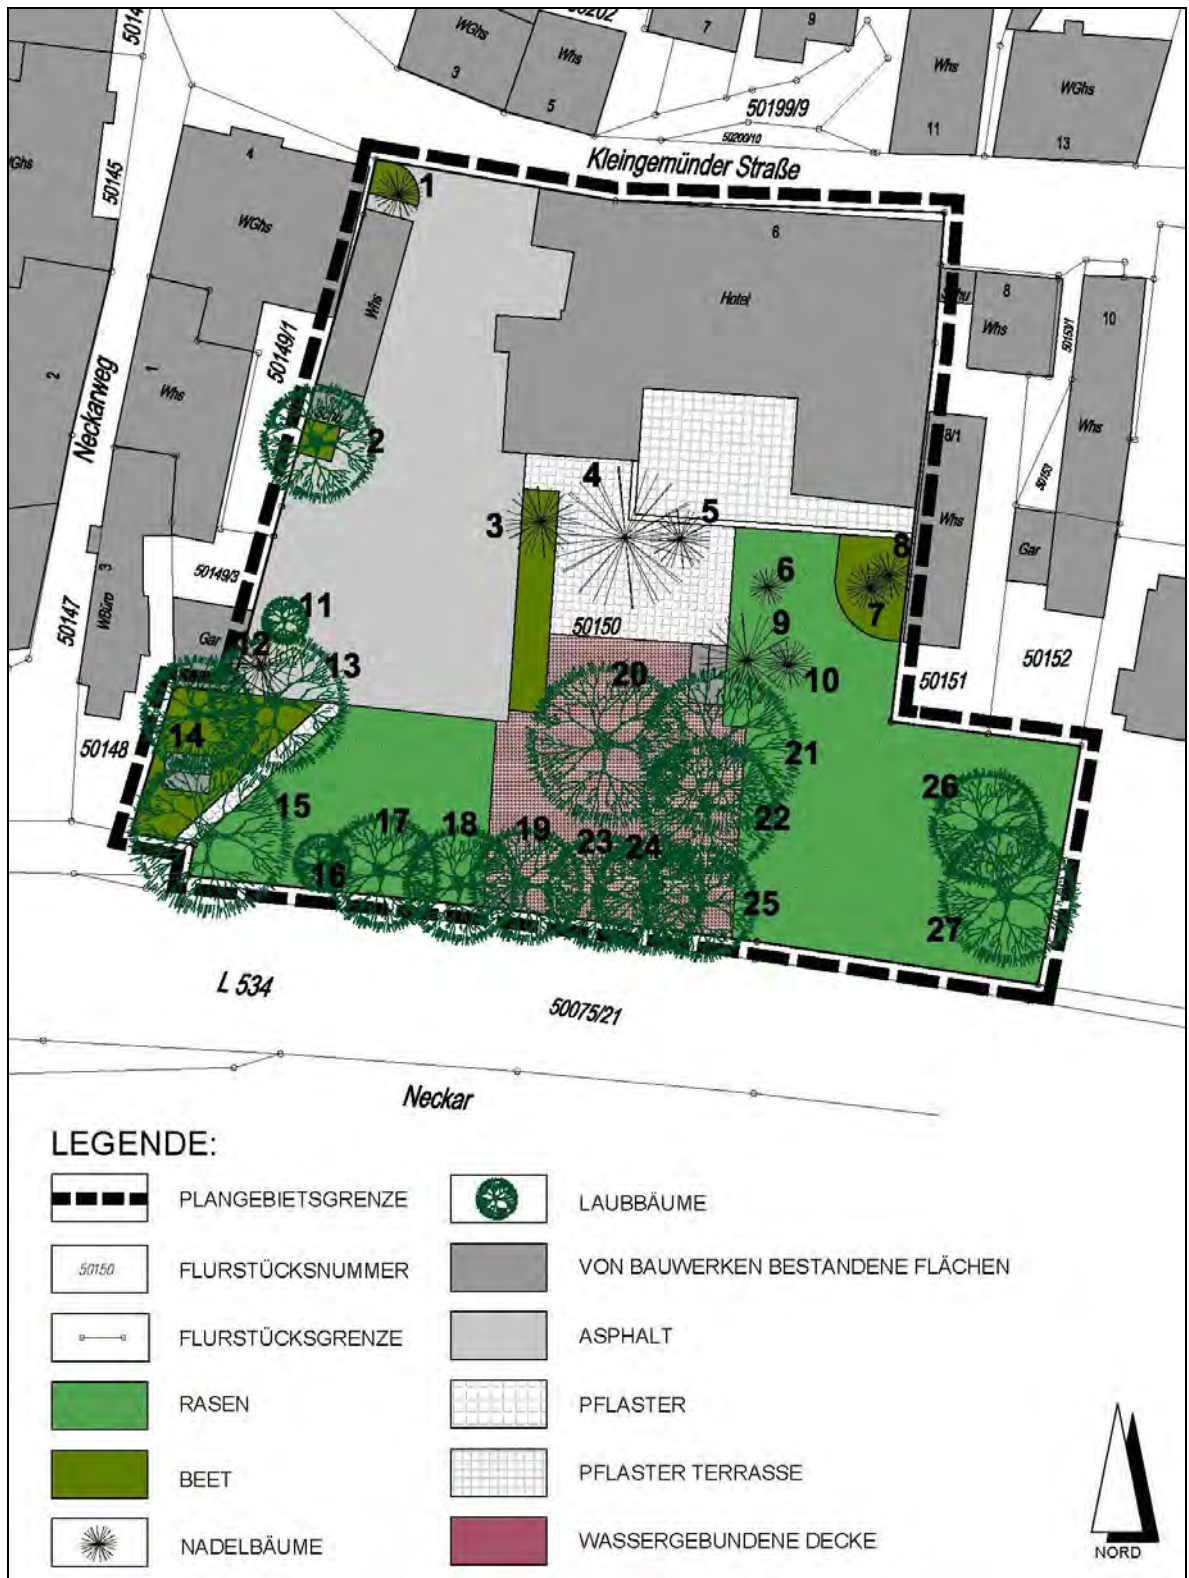 WGhs
3
Whs
5
7
9
50199/9
50200/10
Whs
11
WGhs
13
Kleingemünder Straße
50145
4
WGhs
1
6
Hotel
Whs
50149/1
Neckarweg
2
1
Whs
8
Whs
50153/1
10
Whs
2
8/1
Whs
50153
Gar
3
4
5
6
7
8
50149/3
50147
WBüro
3
Gar
11
12
13
50150
9
10
50151
50152
50148
14
15
16
17
18
19
20
21
22
23
24
25
26
27
L 534
50075/21
Neckar
LEGENDE:
PLANGEBIETSGRENZE
LAUBBÄUME
50150
FLURSTÜCKSNUMMER
VON BAUWERKEN BESTANDENE FLÄCHEN
FLURSTÜCKSGRENZE
ASPHALT
RASEN
PFLASTER
BEET
PFLASTER TERRASSE
NADELBÄUME
WASSERGEBUNDENE DECKE
NORD